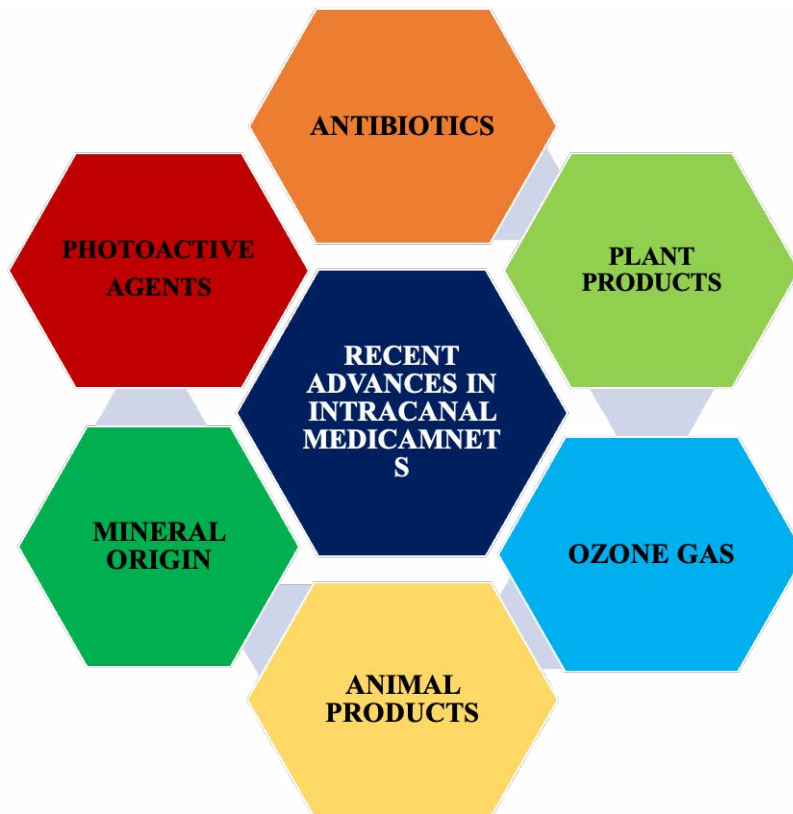 ANTIBIOTICS
PHOTOACTIVE
AGENTS
PLANT
PRODUCTS
RECENT
ADVANCES IN
INTRACANAL
MEDICAMNET
S
MINERAL
ORIGIN
OZONE GAS
ANIMAL
PRODUCTS